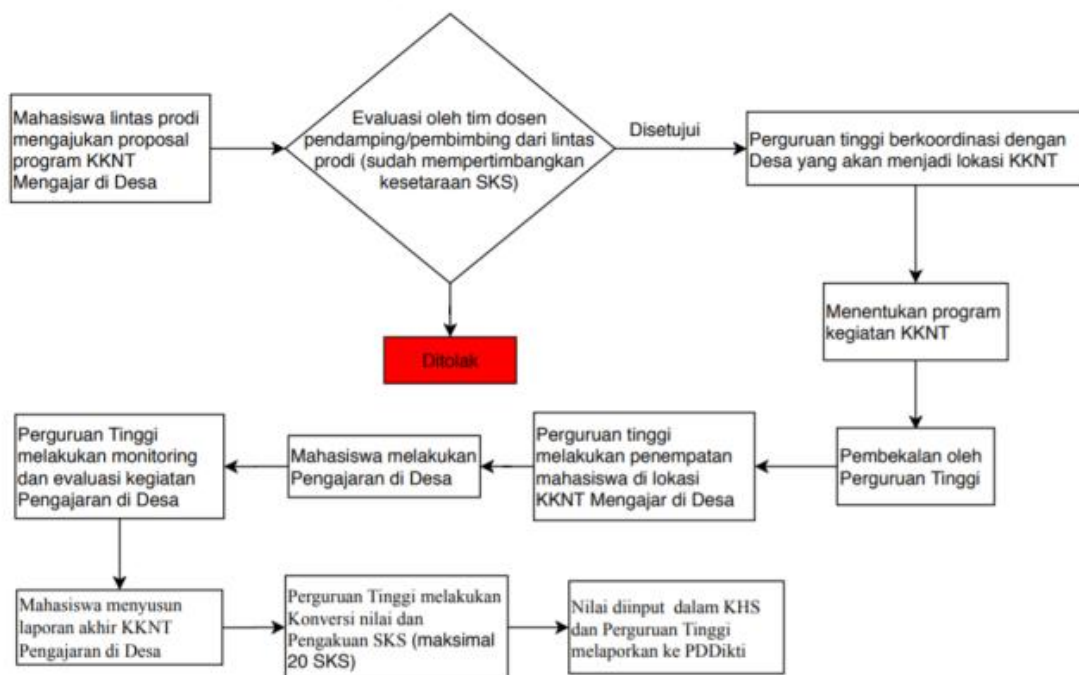 Mahasiswa lintas prodi
mengajukan proposal
program KKNT
Mengajar di Desa
Evaluasi oleh tim dosen
pendamping/pembimbing dari lintas
prodi (sudah mempertimbangkan
kesetaraan SKS)
Disetujui
Perguruan tinggi berkoordinasi dengan
Desa yang akan menjadi lokasi KKNT
Ditolak
Menentukan program
kegiatan KKNT
Pembekalan oleh
Perguruan Tinggi
Perguruan tinggi
melakukan penempatan
mahasiswa di lokasi
KKNT Mengajar di Desa
Mahasiswa melakukan
Pengajaran di Desa
Perguruan Tinggi
melakukan monitoring
dan evaluasi kegiatan
Pengajaran di Desa
Mahasiswa menyusun
laporan akhir KKNT
Pengajaran di Desa
Perguruan Tinggi melakukan
Konversi nilai dan
Pengakuan SKS (maksimal
20 SKS)
Nilai diinput dalam KHS
dan Perguruan Tinggi
melaporkan ke PDDikti